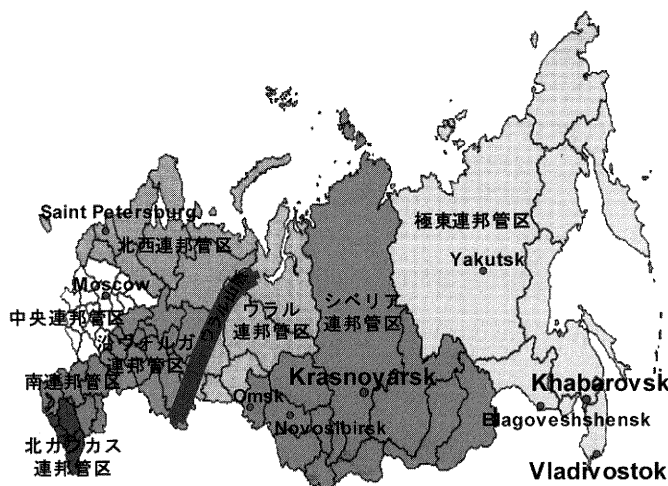 Saint Petersburg
北西連邦管区
極東連邦管区
Yakutsk
Moscow
中央連邦管区
ウラル
連邦管区
シベリア
連邦管区
沿ヴォルガ
連邦管区
南連邦管区
Krasnoyarsk
Khabarovsk
Omsk
Novosibirsk
Blagoveshshensk
北カフカス
連邦管区
Vladivostok